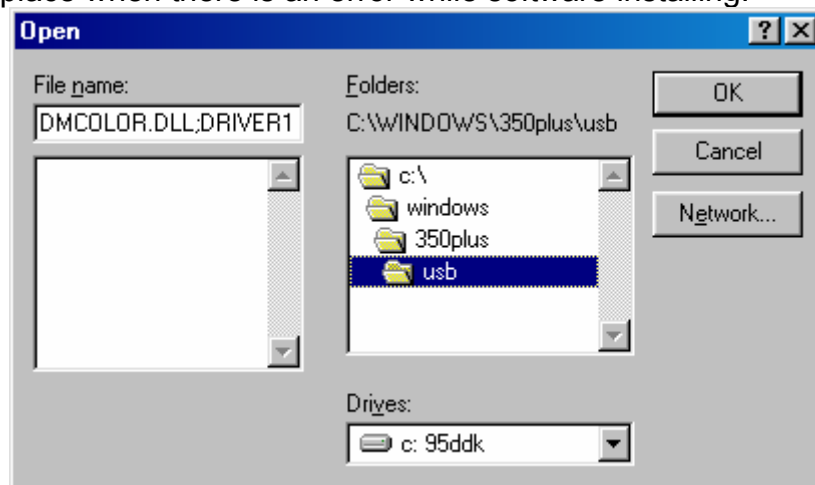 place when there is an error while software installing.
Open
File name:
DMCOLOR.DLL;DRIVER1
Folders:
C:\WINDOWS\350plus\usb
c:\
windows
350plus
usb
Drives:
c: 95ddk
OK
Cancel
Network...